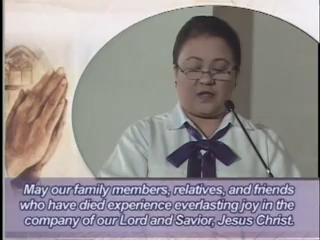 May our family members, relatives, and friends
who have died experience everlasting joy in the
company of our Lord and Savior, Jesus Christ.